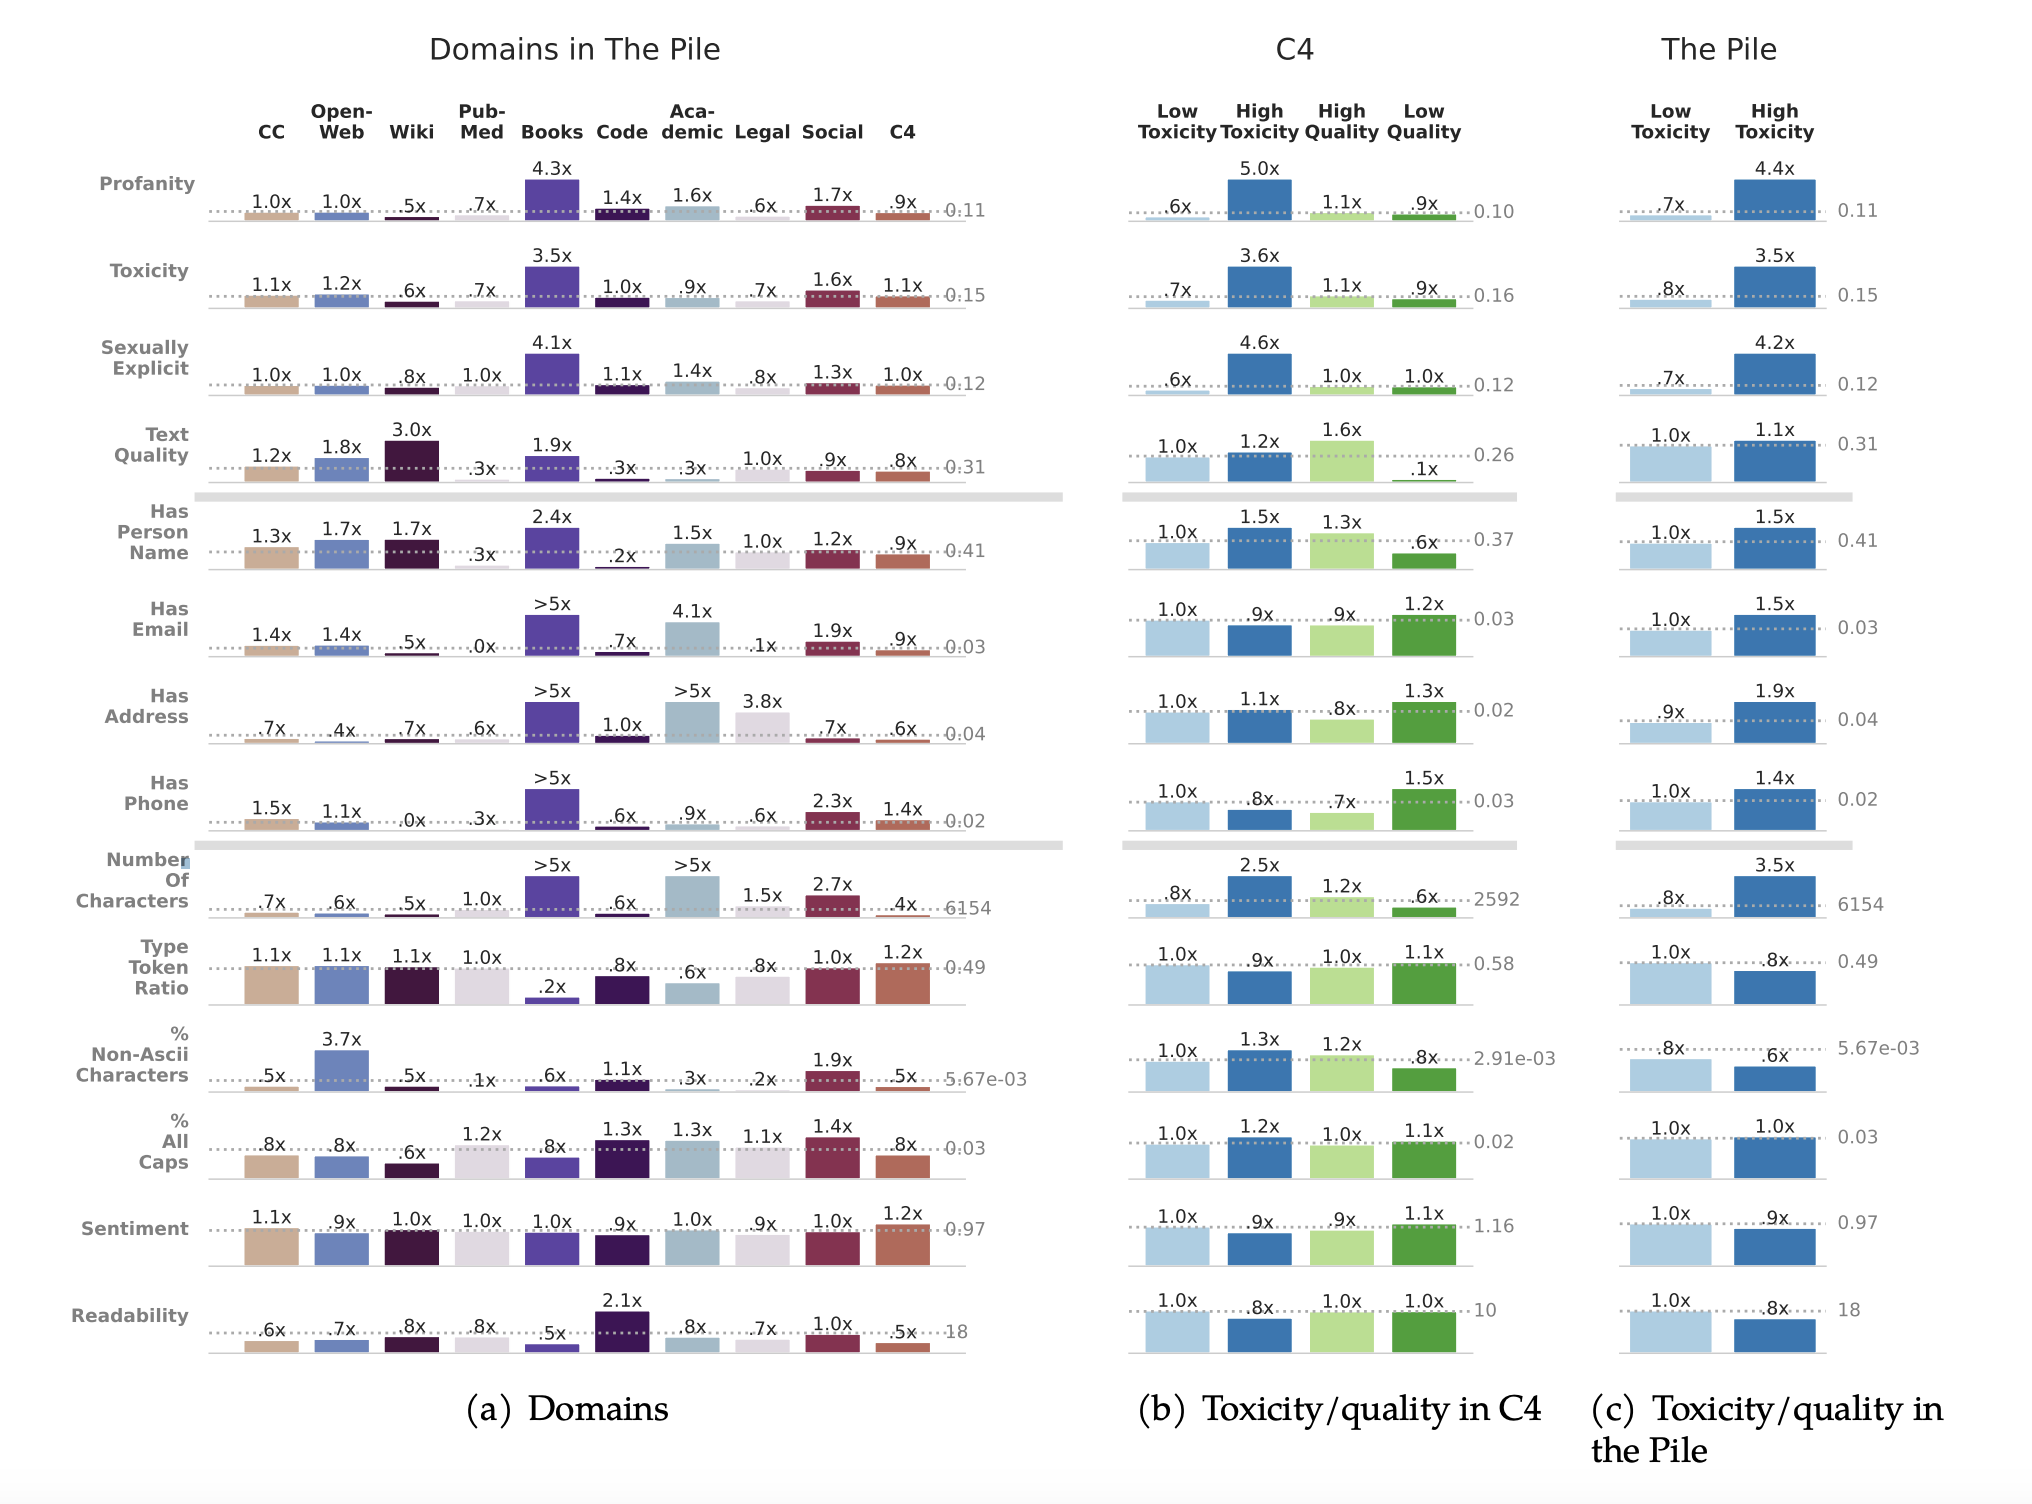 Domains in The Pile
C4
The Pile
CC Open-Web Wiki Pub-Med Books Code Aca-demic Legal Social C4
Low Toxicity High Toxicity High Quality Low Quality
Low Toxicity High Toxicity
Profanity 1.0x 1.0x .5x .7x 4.3x 1.4x 1.6x .6x 1.7x .9x 0.11
.6x 5.0x 1.1x .9x 0.10
.7x 4.4x 0.11
Toxicity 1.1x 1.2x .6x .7x 3.5x 1.0x .9x .7x 1.6x 1.1x 0.15
.7x 3.6x 1.1x .9x 0.16
.8x 3.5x 0.15
Sexually Explicit 1.0x 1.0x .8x 1.0x 4.1x 1.1x 1.4x .8x 1.3x 1.0x 0.12
.6x 4.6x 1.0x 1.0x 0.12
.7x 4.2x 0.12
Text Quality 1.2x 1.8x 3.0x .3x 1.9x .3x .3x 1.0x .9x .8x 0.31
1.0x 1.2x 1.6x .1x 0.26
1.0x 1.1x 0.31
Has Person Name 1.3x 1.7x 1.7x .3x 2.4x .2x 1.5x 1.0x 1.2x .9x 0.41
1.0x 1.5x 1.3x .6x 0.37
1.0x 1.5x 0.41
Has Email 1.4x 1.4x .5x .0x >5x .7x 4.1x .1x 1.9x .9x 0.03
1.0x .9x .9x 1.2x 0.03
1.0x 1.5x 0.03
Has Address .7x .4x .7x .6x >5x 1.0x >5x 3.8x .7x .6x 0.04
1.0x 1.1x .8x 1.3x 0.02
.9x 1.9x 0.04
Has Phone 1.5x 1.1x .0x .3x >5x .6x .9x .6x 2.3x 1.4x 0.02
1.0x .8x .7x 1.5x 0.03
1.0x 1.4x 0.02
Number Of Characters .7x .6x .5x 1.0x >5x .6x >5x 1.5x 2.7x .4x 6154
.8x 2.5x 1.2x .6x 2592
.8x 3.5x 6154
Type Token Ratio 1.1x 1.1x 1.1x 1.0x .2x .8x .6x .8x 1.0x 1.2x 0.49
1.0x .9x 1.0x 1.1x 0.58
1.0x .8x 0.49
% Non-Ascii Characters .5x 3.7x .5x .1x .6x 1.1x .3x .2x 1.9x .5x 5.67e-03
1.0x 1.3x 1.2x .8x 2.91e-03
.8x .6x 5.67e-03
% All Caps .8x .8x .6x 1.2x .8x 1.3x 1.3x 1.1x 1.4x .8x 0.03
1.0x 1.2x 1.0x 1.1x 0.02
1.0x 1.0x 0.03
Sentiment 1.1x .9x 1.0x 1.0x 1.0x .9x 1.0x .9x 1.0x 1.2x 0.97
1.0x .9x .9x 1.1x 1.16
1.0x .9x 0.97
Readability .6x .7x .8x .8x .5x 2.1x .8x .7x 1.0x .5x 18
1.0x .8x 1.0x 1.0x 10
1.0x .8x 18
(a) Domains
(b) Toxicity/quality in C4
(c) Toxicity/quality in
the Pile